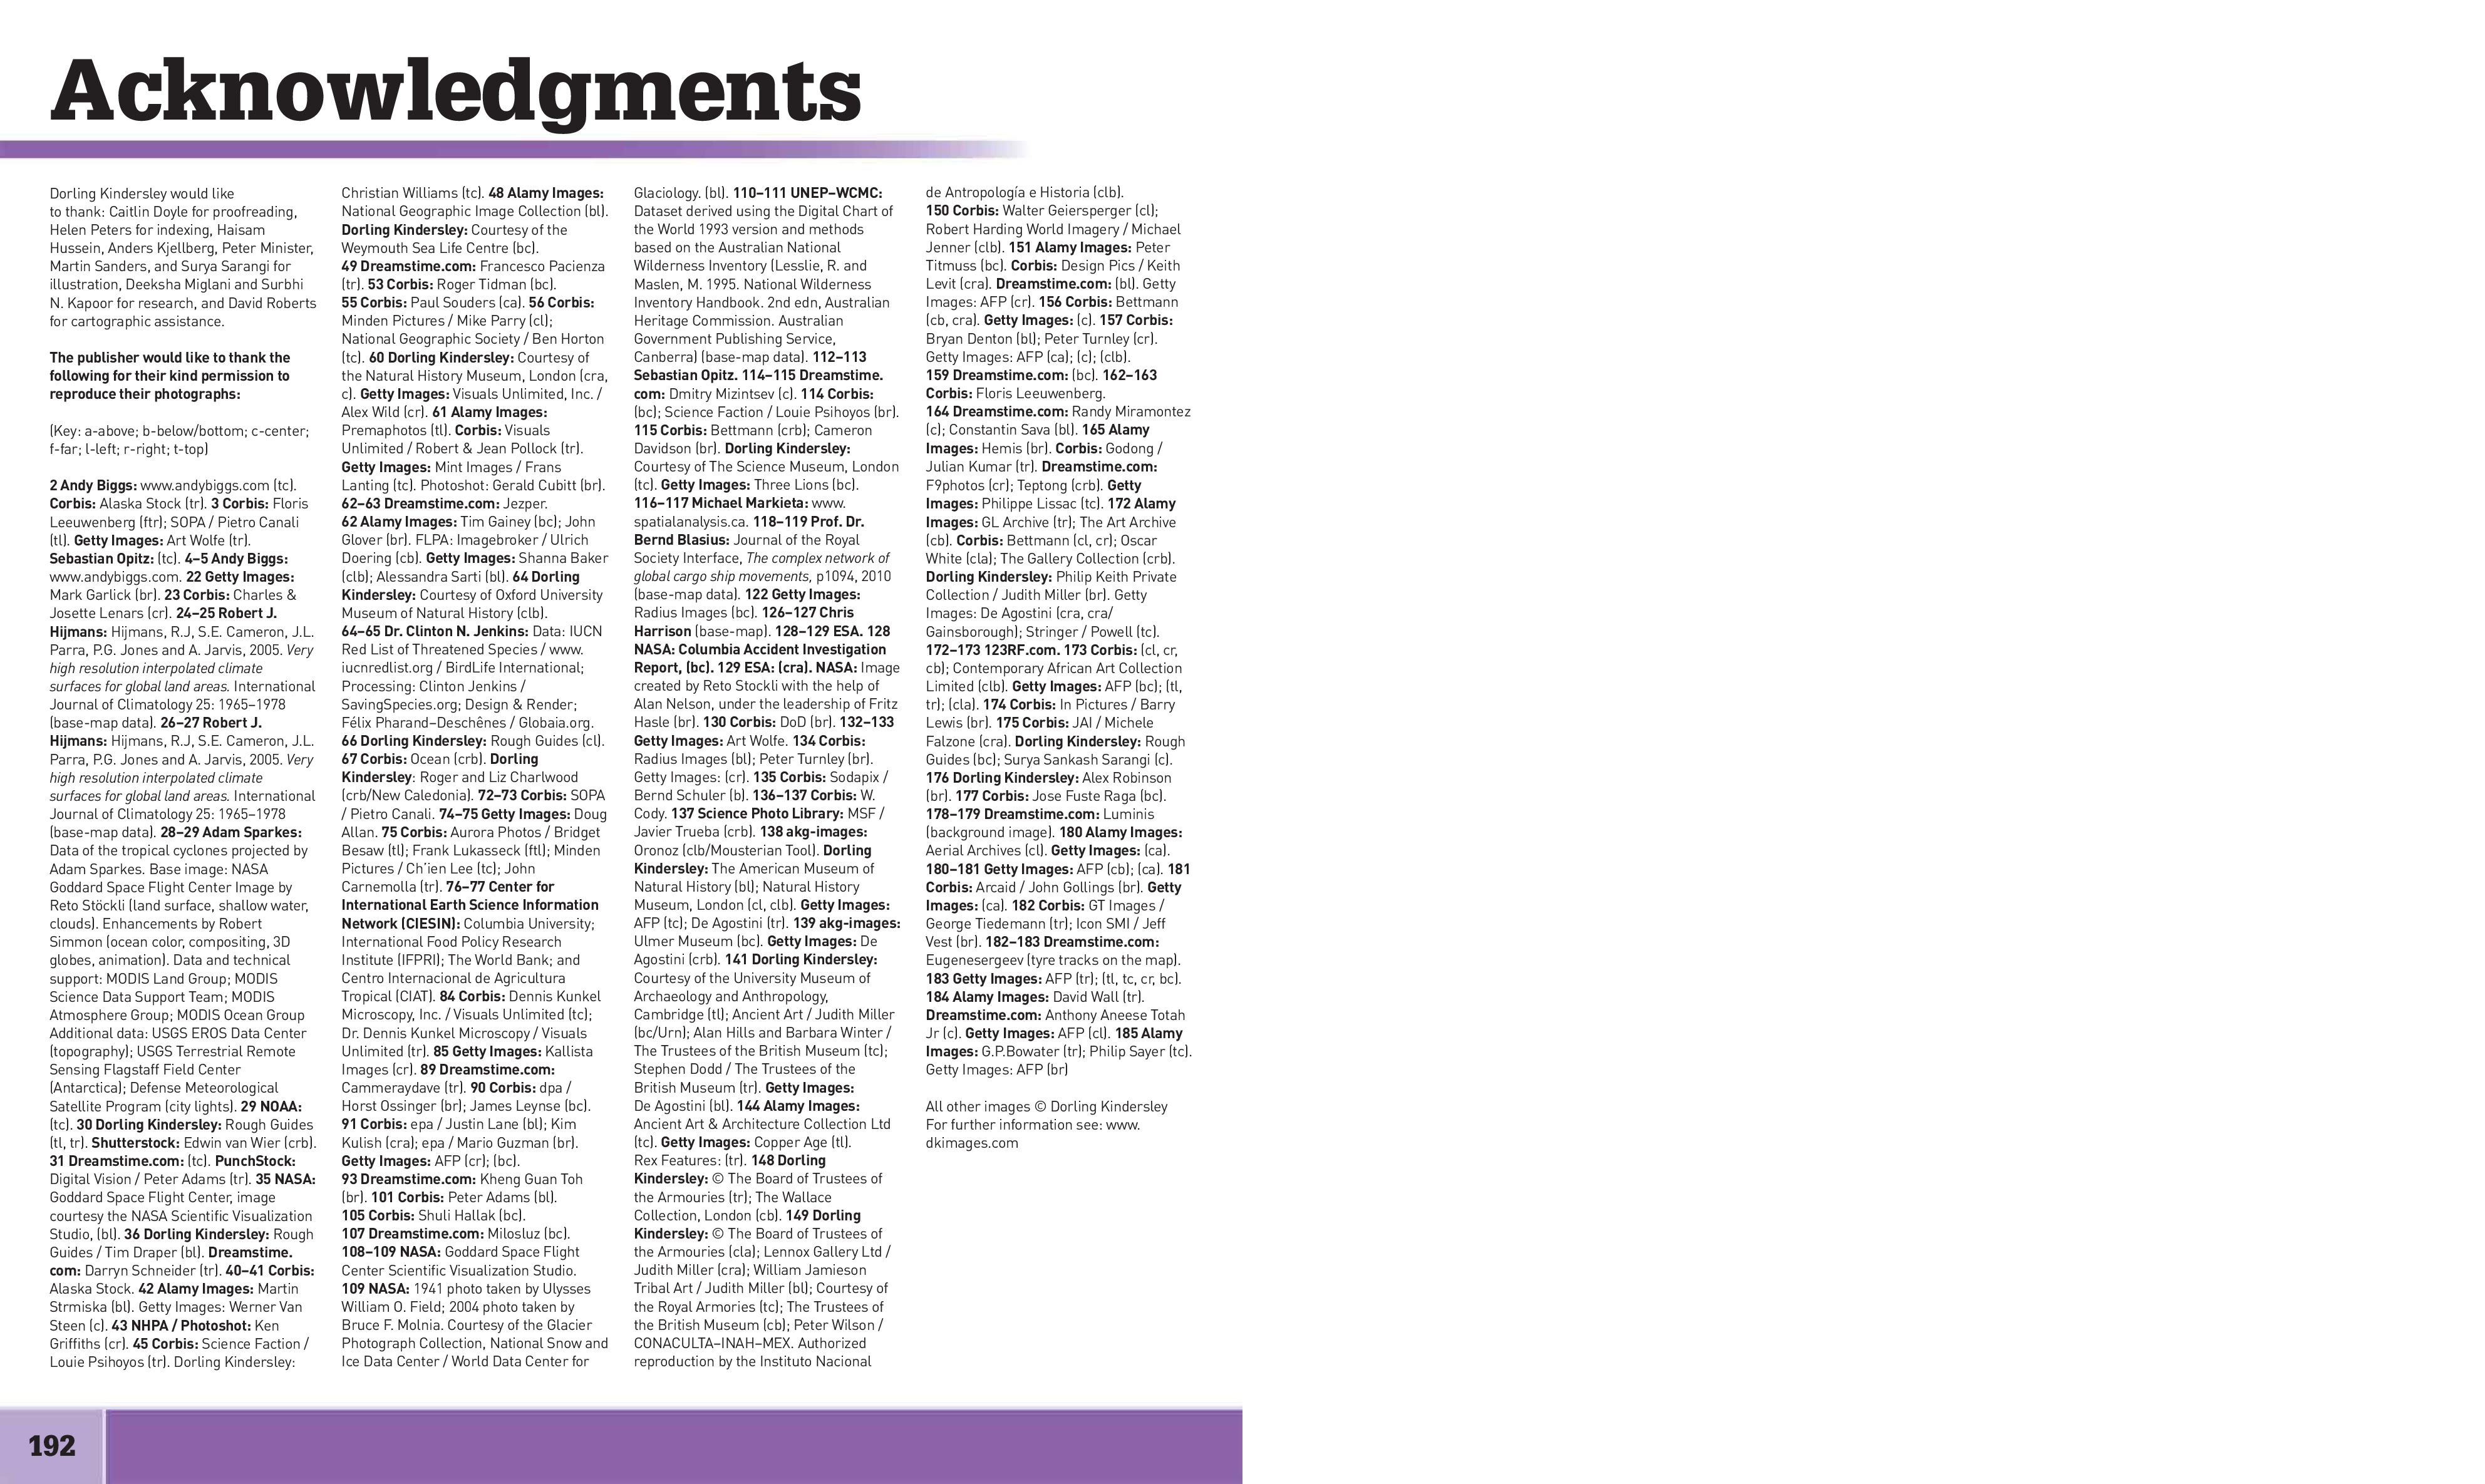 Acknowledgments
Dorling Kindersley would like
to thank: Caitlin Doyle for proofreading,
Helen Peters for indexing, Haisam
Hussein, Anders Kjellberg, Peter Minister,
Martin Sanders, and Surya Sarangi for
illustration, Deeksha Miglani and Surbhi
N. Kapoor for research, and David Roberts
for cartographic assistance.
The publisher would like to thank the
following for their kind permission to
reproduce their photographs:
(Key: a-above; b-below/bottom; c-center;
f-far; l-left; r-right; t-top)
2 Andy Biggs: www.andybiggs.com (tc).
Corbis: Alaska Stock (tr). 3 Corbis: Floris
Leeuwenberg (ftr); SOPA / Pietro Canali
(tl). Getty Images: Art Wolfe (tr).
Sebastian Opitz: (tc). 4–5 Andy Biggs:
www.andybiggs.com. 22 Getty Images:
Mark Garlick (br). 23 Corbis: Charles &
Josette Lenars (cr). 24–25 Robert J.
Hijmans: Hijmans, R.J, S.E. Cameron, J.L.
Parra, P.G. Jones and A. Jarvis, 2005. Very
high resolution interpolated climate
surfaces for global land areas. International
Journal of Climatology 25: 1965–1978
(base-map data). 26–27 Robert J.
Hijmans: Hijmans, R.J, S.E. Cameron, J.L.
Parra, P.G. Jones and A. Jarvis, 2005. Very
high resolution interpolated climate
surfaces for global land areas. International
Journal of Climatology 25: 1965–1978
(base-map data). 28–29 Adam Sparkes:
Data of the tropical cyclones projected by
Adam Sparkes. Base image: NASA
Goddard Space Flight Center Image by
Reto Stöckli (land surface, shallow water,
clouds). Enhancements by Robert
Simmon (ocean color, compositing, 3D
globes, animation). Data and technical
support: MODIS Land Group; MODIS
Science Data Support Team; MODIS
Atmosphere Group; MODIS Ocean Group
Additional data: USGS EROS Data Center
(topography); USGS Terrestrial Remote
Sensing Flagstaff Field Center
(Antarctica); Defense Meteorological
Satellite Program (city lights). 29 NOAA:
(tc). 30 Dorling Kindersley: Rough Guides
(tl, tr). Shutterstock: Edwin van Wier (crb).
31 Dreamstime.com: (tc). PunchStock:
Digital Vision / Peter Adams (tr). 35 NASA:
Goddard Space Flight Center, image
courtesy the NASA Scientific Visualization
Studio, (bl). 36 Dorling Kindersley: Rough
Guides / Tim Draper (bl). Dreamstime.
com: Darryn Schneider (tr). 40–41 Corbis:
Alaska Stock. 42 Alamy Images: Martin
Strmiska (bl). Getty Images: Werner Van
Steen (c). 43 NHPA / Photoshot: Ken
Griffiths (cr). 45 Corbis: Science Faction /
Louie Psihoyos (tr). Dorling Kindersley:
Christian Williams (tc). 48 Alamy Images:
National Geographic Image Collection (bl).
Dorling Kindersley: Courtesy of the
Weymouth Sea Life Centre (bc).
49 Dreamstime.com: Francesco Pacienza
(tr). 53 Corbis: Roger Tidman (bc).
55 Corbis: Paul Souders (ca). 56 Corbis:
Minden Pictures / Mike Parry (cl);
National Geographic Society / Ben Horton
(tc). 60 Dorling Kindersley: Courtesy of
the Natural History Museum, London (cra,
c). Getty Images: Visuals Unlimited, Inc. /
Alex Wild (cr). 61 Alamy Images:
Premaphotos (tl). Corbis: Visuals
Unlimited / Robert & Jean Pollock (tr).
Getty Images: Mint Images / Frans
Lanting (tc). Photoshot: Gerald Cubitt (br).
62–63 Dreamstime.com: Jezper.
62 Alamy Images: Tim Gainey (bc); John
Glover (br). FLPA: Imagebroker / Ulrich
Doering (cb). Getty Images: Shanna Baker
(clb); Alessandra Sarti (bl). 64 Dorling
Kindersley: Courtesy of Oxford University
Museum of Natural History (clb).
64–65 Dr. Clinton N. Jenkins: Data: IUCN
Red List of Threatened Species / www.
iucnredlist.org / BirdLife International;
Processing: Clinton Jenkins /
SavingSpecies.org; Design & Render;
Félix Pharand–Deschênes / Globaia.org.
66 Dorling Kindersley: Rough Guides (cl).
67 Corbis: Ocean (crb). Dorling
Kindersley: Roger and Liz Charlwood
(crb/New Caledonia). 72–73 Corbis: SOPA
/ Pietro Canali. 74–75 Getty Images: Doug
Allan. 75 Corbis: Aurora Photos / Bridget
Besaw (tl); Frank Lukasseck (ftl); Minden
Pictures / Ch'ien Lee (tc); John
Carnemolla (tr). 76–77 Center for
International Earth Science Information
Network (CIESIN): Columbia University;
International Food Policy Research
Institute (IFPRI); The World Bank; and
Centro Internacional de Agricultura
Tropical (CIAT). 84 Corbis: Dennis Kunkel
Microscopy, Inc. / Visuals Unlimited (tc);
Dr. Dennis Kunkel Microscopy / Visuals
Unlimited (tr). 85 Getty Images: Kallista
Images (cr). 89 Dreamstime.com:
Cammeraydave (tr). 90 Corbis: dpa /
Horst Ossinger (br); James Leynse (bc).
91 Corbis: epa / Justin Lane (bl); Kim
Kulish (cra); epa / Mario Guzman (br).
Getty Images: AFP (cr); (bc).
93 Dreamstime.com: Kheng Guan Toh
(br). 101 Corbis: Peter Adams (bl).
105 Corbis: Shuli Hallak (bc).
107 Dreamstime.com: Milosluz (bc).
108–109 NASA: Goddard Space Flight
Center Scientific Visualization Studio.
109 NASA: 1941 photo taken by Ulysses
William O. Field; 2004 photo taken by
Bruce F. Molnia. Courtesy of the Glacier
Photograph Collection, National Snow and
Ice Data Center / World Data Center for
Glaciology. (bl). 110–111 UNEP–WCMC:
Dataset derived using the Digital Chart of
the World 1993 version and methods
based on the Australian National
Wilderness Inventory (Lesslie, R. and
Maslen, M. 1995. National Wilderness
Inventory Handbook. 2nd edn, Australian
Heritage Commission. Australian
Government Publishing Service,
Canberra) (base-map data). 112–113
Sebastian Opitz. 114–115 Dreamstime.
com: Dmitry Mizintsev (c). 114 Corbis:
(bc); Science Faction / Louie Psihoyos (br).
115 Corbis: Bettmann (crb); Cameron
Davidson (br). Dorling Kindersley:
Courtesy of The Science Museum, London
(tc). Getty Images: Three Lions (bc).
116–117 Michael Markieta: www.
spatialanalysis.ca. 118–119 Prof. Dr.
Bernd Blasius: Journal of the Royal
Society Interface, The complex network of
global cargo ship movements, p1094, 2010
(base-map data). 122 Getty Images:
Radius Images (bc). 126–127 Chris
Harrison (base-map). 128–129 ESA. 128
NASA: Columbia Accident Investigation
Report, (bc). 129 ESA: (cra). NASA: Image
created by Reto Stockli with the help of
Alan Nelson, under the leadership of Fritz
Hasle (br). 130 Corbis: DoD (br). 132–133
Getty Images: Art Wolfe. 134 Corbis:
Radius Images (bl); Peter Turnley (br).
Getty Images: (cr). 135 Corbis: Sodapix /
Bernd Schuler (b). 136–137 Corbis: W.
Cody. 137 Science Photo Library: MSF /
Javier Trueba (crb). 138 akg-images:
Oronoz (clb/Mousterian Tool). Dorling
Kindersley: The American Museum of
Natural History (bl); Natural History
Museum, London (cl, clb). Getty Images:
AFP (tc); De Agostini (tr). 139 akg-images:
Ulmer Museum (bc). Getty Images: De
Agostini (crb). 141 Dorling Kindersley:
Courtesy of the University Museum of
Archaeology and Anthropology,
Cambridge (tl); Ancient Art / Judith Miller
(bc/Urn); Alan Hills and Barbara Winter /
The Trustees of the British Museum (tc);
Stephen Dodd / The Trustees of the
British Museum (tr). Getty Images:
De Agostini (bl). 144 Alamy Images:
Ancient Art & Architecture Collection Ltd
(tc). Getty Images: Copper Age (tl).
Rex Features: (tr). 148 Dorling
Kindersley: © The Board of Trustees of
the Armouries (tr); The Wallace
Collection, London (cb). 149 Dorling
Kindersley: © The Board of Trustees of
the Armouries (cla); Lennox Gallery Ltd /
Judith Miller (cra); William Jamieson
Tribal Art / Judith Miller (bl); Courtesy of
the Royal Armories (tc); The Trustees of
the British Museum (cb); Peter Wilson /
CONACULTA–INAH–MEX. Authorized
reproduction by the Instituto Nacional
de Antropología e Historia (clb).
150 Corbis: Walter Geiersperger (cl);
Robert Harding World Imagery / Michael
Jenner (clb). 151 Alamy Images: Peter
Titmuss (bc). Corbis: Design Pics / Keith
Levit (cra). Dreamstime.com: (bl). Getty
Images: AFP (cr). 156 Corbis: Bettmann
(cb, cra). Getty Images: (c). 157 Corbis:
Bryan Denton (bl); Peter Turnley (cr).
Getty Images: AFP (ca); (c); (clb).
159 Dreamstime.com: (bc). 162–163
Corbis: Floris Leeuwenberg.
164 Dreamstime.com: Randy Miramontez
(c); Constantin Sava (bl). 165 Alamy
Images: Hemis (br). Corbis: Godong /
Julian Kumar (tr). Dreamstime.com:
F9photos (cr); Teptong (crb). Getty
Images: Philippe Lissac (tc). 172 Alamy
Images: GL Archive (tr); The Art Archive
(cb). Corbis: Bettmann (cl, cr); Oscar
White (cla); The Gallery Collection (crb).
Dorling Kindersley: Philip Keith Private
Collection / Judith Miller (br). Getty
Images: De Agostini (cra, cra/
Gainsborough); Stringer / Powell (tc).
172–173 123RF.com. 173 Corbis: (cl, cr,
cb); Contemporary African Art Collection
Limited (clb). Getty Images: AFP (bc); (tl,
tr); (cla). 174 Corbis: In Pictures / Barry
Lewis (br). 175 Corbis: JAI / Michele
Falzone (cra). Dorling Kindersley: Rough
Guides (bc); Surya Sankash Sarangi (c).
176 Dorling Kindersley: Alex Robinson
(br). 177 Corbis: Jose Fuste Raga (bc).
178–179 Dreamstime.com: Luminis
(background image). 180 Alamy Images:
Aerial Archives (cl). Getty Images: (ca).
180–181 Getty Images: AFP (cb); (ca). 181
Corbis: Arcaid / John Gollings (br). Getty
Images: (ca). 182 Corbis: GT Images /
George Tiedemann (tr); Icon SMI / Jeff
Vest (br). 182–183 Dreamstime.com:
Eugenesergeev (tyre tracks on the map).
183 Getty Images: AFP (tr); (tl, tc, cr, bc).
184 Alamy Images: David Wall (tr).
Dreamstime.com: Anthony Aneese Totah
Jr (c). Getty Images: AFP (cl). 185 Alamy
Images: G.P.Bowater (tr); Philip Sayer (tc).
Getty Images: AFP (br)
All other images © Dorling Kindersley
For further information see: www.
dkimages.com
192